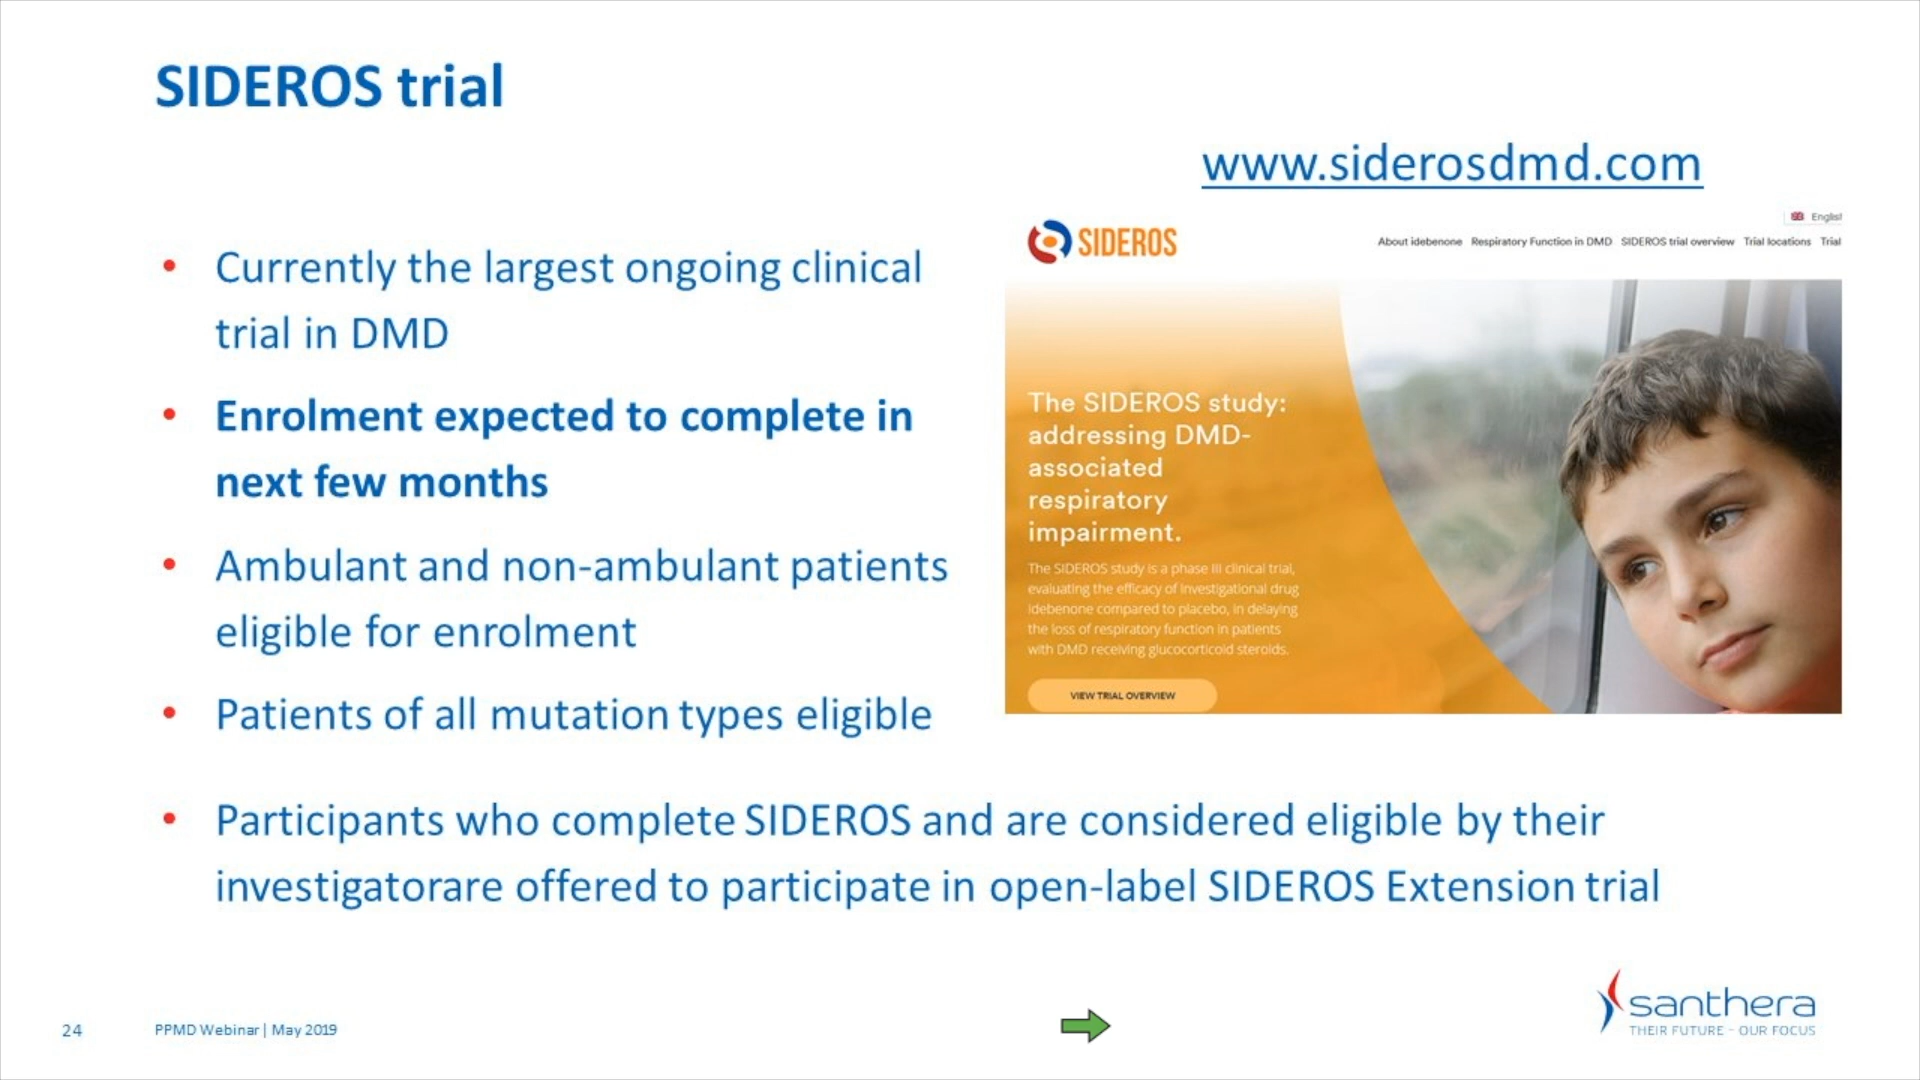 SIDEROS trial
www.siderosdmd.com
• Currently the largest ongoing clinical
trial in DMD
• Enrolment expected to complete in
next few months
• Ambulant and non-ambulant patients
eligible for enrolment
• Patients of all mutation types eligible
• Participants who complete SIDEROS and are considered eligible by their
investigatorare offered to participate in open-label SIDEROS Extension trial
English
SIDEROS
About idebenone Respiratory Function in DMD SIDEROS trial overview Trial locations Trial
The SIDEROS study:
addressing DMD-
associated
respiratory
impairment.
The SIDEROS study is a phase III clinical trial,
evaluating the efficacy of investigational drug
idebenone compared to placebo, in delaying
the loss of respiratory function in patients
with DMD receiving glucocorticoid steroids.
VIEW TRIAL OVERVIEW
24
PPMD Webinar | May 2019
santhera
THEIR FUTURE - OUR FOCUS